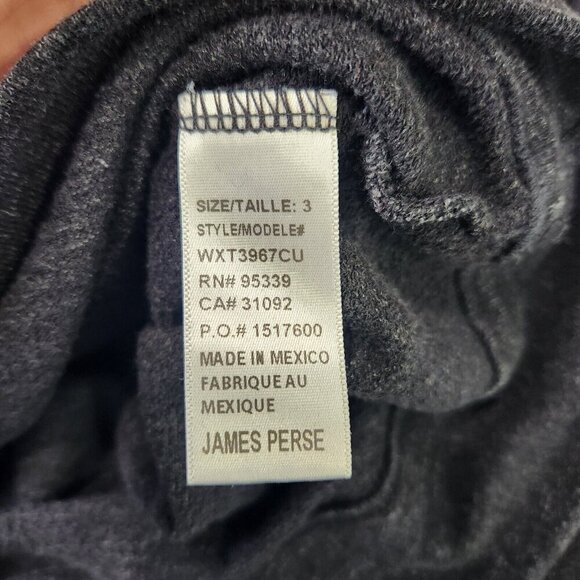 SIZE/TAILLE: 3
STYLE/MODELE#
WXT3967CU
RN# 95339
CA# 31092
P.O.# 1517600
MADE IN MEXICO
FABRIQUE AU
MEXIQUE
JAMES PERSE